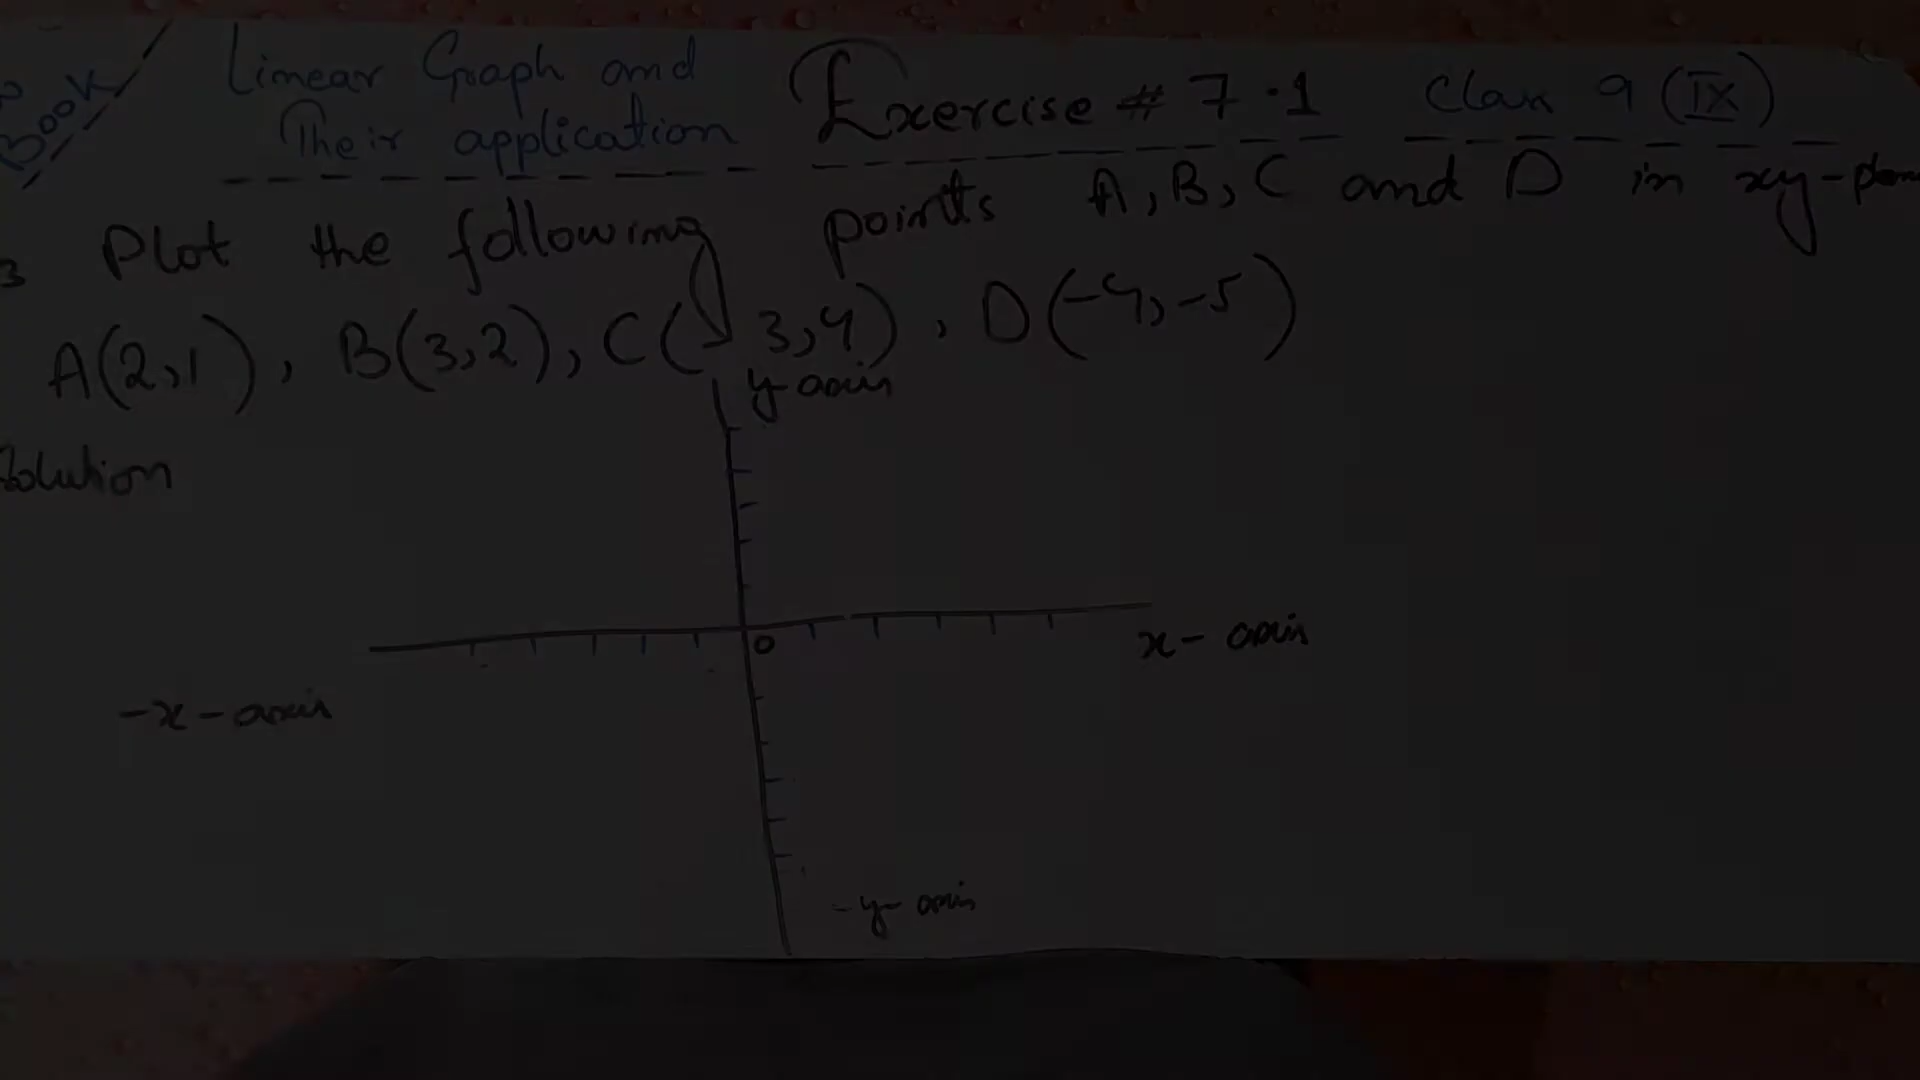 Book
Linear Graph and
Their application
Exercise # 7.1 Class 9 (IX)
3 Plot the following points A, B, C and D in xy-plane
A(2,1), B(3,2), C(-3,4), D(-4,-5)
Solution
y-axis
0
x-axis
-x-axis
-y-axis